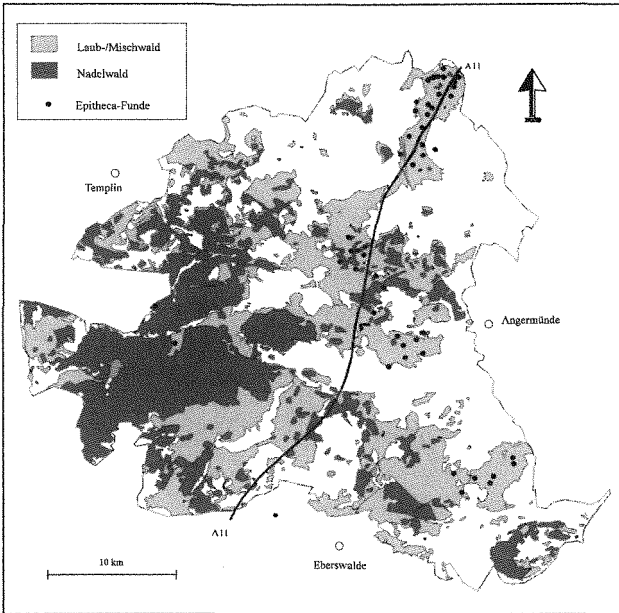 Laub-/Mischwald
Nadelwald
Epitheca-Funde
A11
Templin
Angermünde
A11
10 km
Eberswalde